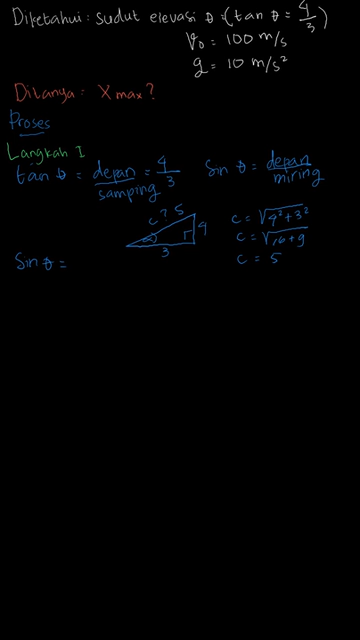 Diketahui: sudut elevasi θ = (tan θ = 4/3)
V₀ = 100 m/s
g = 10 m/s²
Ditanya = X max?
Proses
Langkah I
tan θ = depan/samping = 4/3 sin θ = depan/miring
c? 5
4
3
c = √4² + 3²
c = √16 + 9
c = 5
Sin θ =